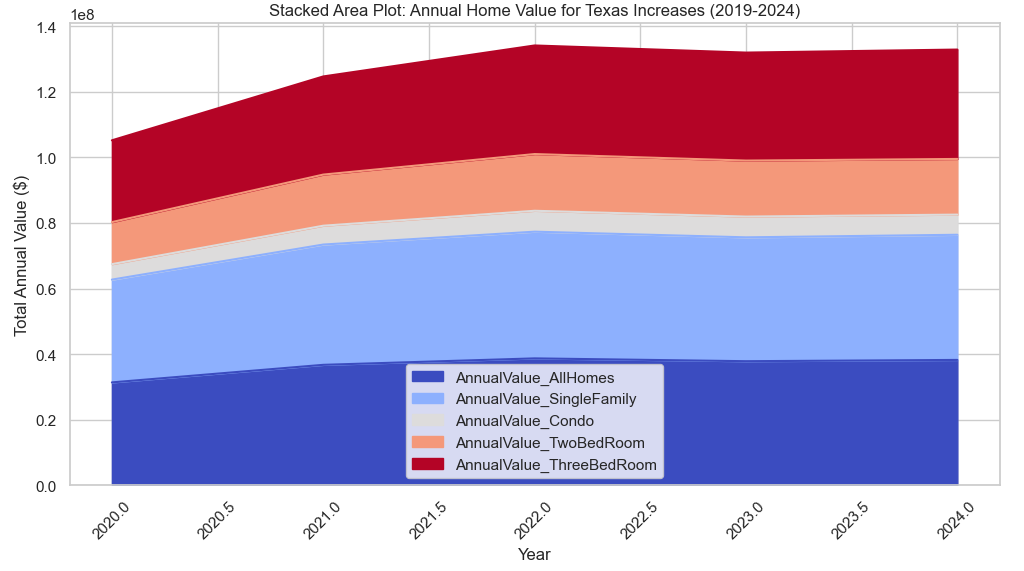 Stacked Area Plot: Annual Home Value for Texas Increases (2019-2024)
1e8
1.4
1.2
1.0
0.8
0.6
0.4
0.2
0.0
Total Annual Value ($)
AnnualValue_AllHomes
AnnualValue_SingleFamily
AnnualValue_Condo
AnnualValue_TwoBedRoom
AnnualValue_ThreeBedRoom
2020.0 2020.5 2021.0 2021.5 2022.0 2022.5 2023.0 2023.5 2024.0
Year